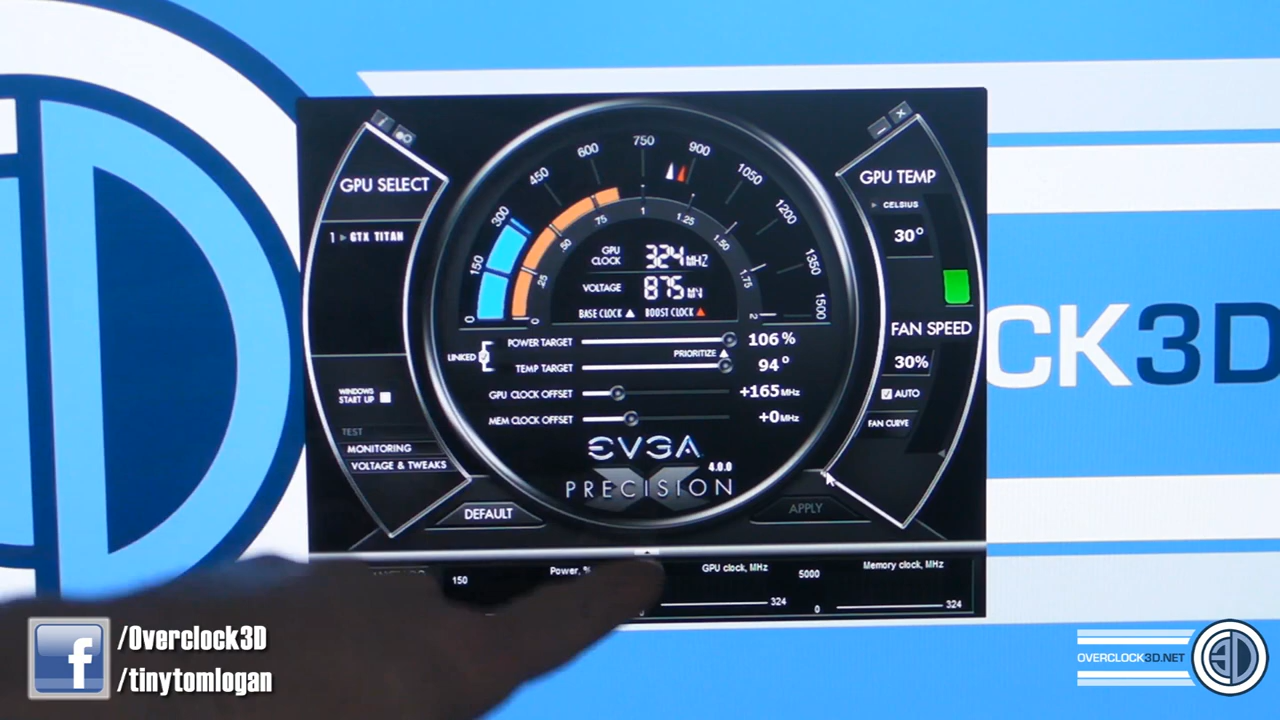 GPU SELECT
1 ▸ GTX TITAN
WINDOWS
START UP
TEST
MONITORING
VOLTAGE & TWEAKS
0
150
300
450
600
750
900
1050
1200
1350
1500
0
.25
.50
.75
1
1.25
1.50
1.75
2
GPU
CLOCK
324 MHZ
VOLTAGE
875 MV
BASE CLOCK
BOOST CLOCK
LINKED
POWER TARGET
106 %
PRIORITIZE
TEMP TARGET
94°
GPU CLOCK OFFSET
+165 MHz
MEM CLOCK OFFSET
+0 MHz
EVGA
4.0.0
PRECISION X
DEFAULT
APPLY
GPU TEMP
▸ CELSIUS
30°
FAN SPEED
30%
AUTO
FAN CURVE
150
Power, %
GPU clock, MHz
324
5000
Memory clock, MHz
0
324
CK3D
f
/Overclock3D
/tinytomlogan
OVERCLOCK3D.NET
3D